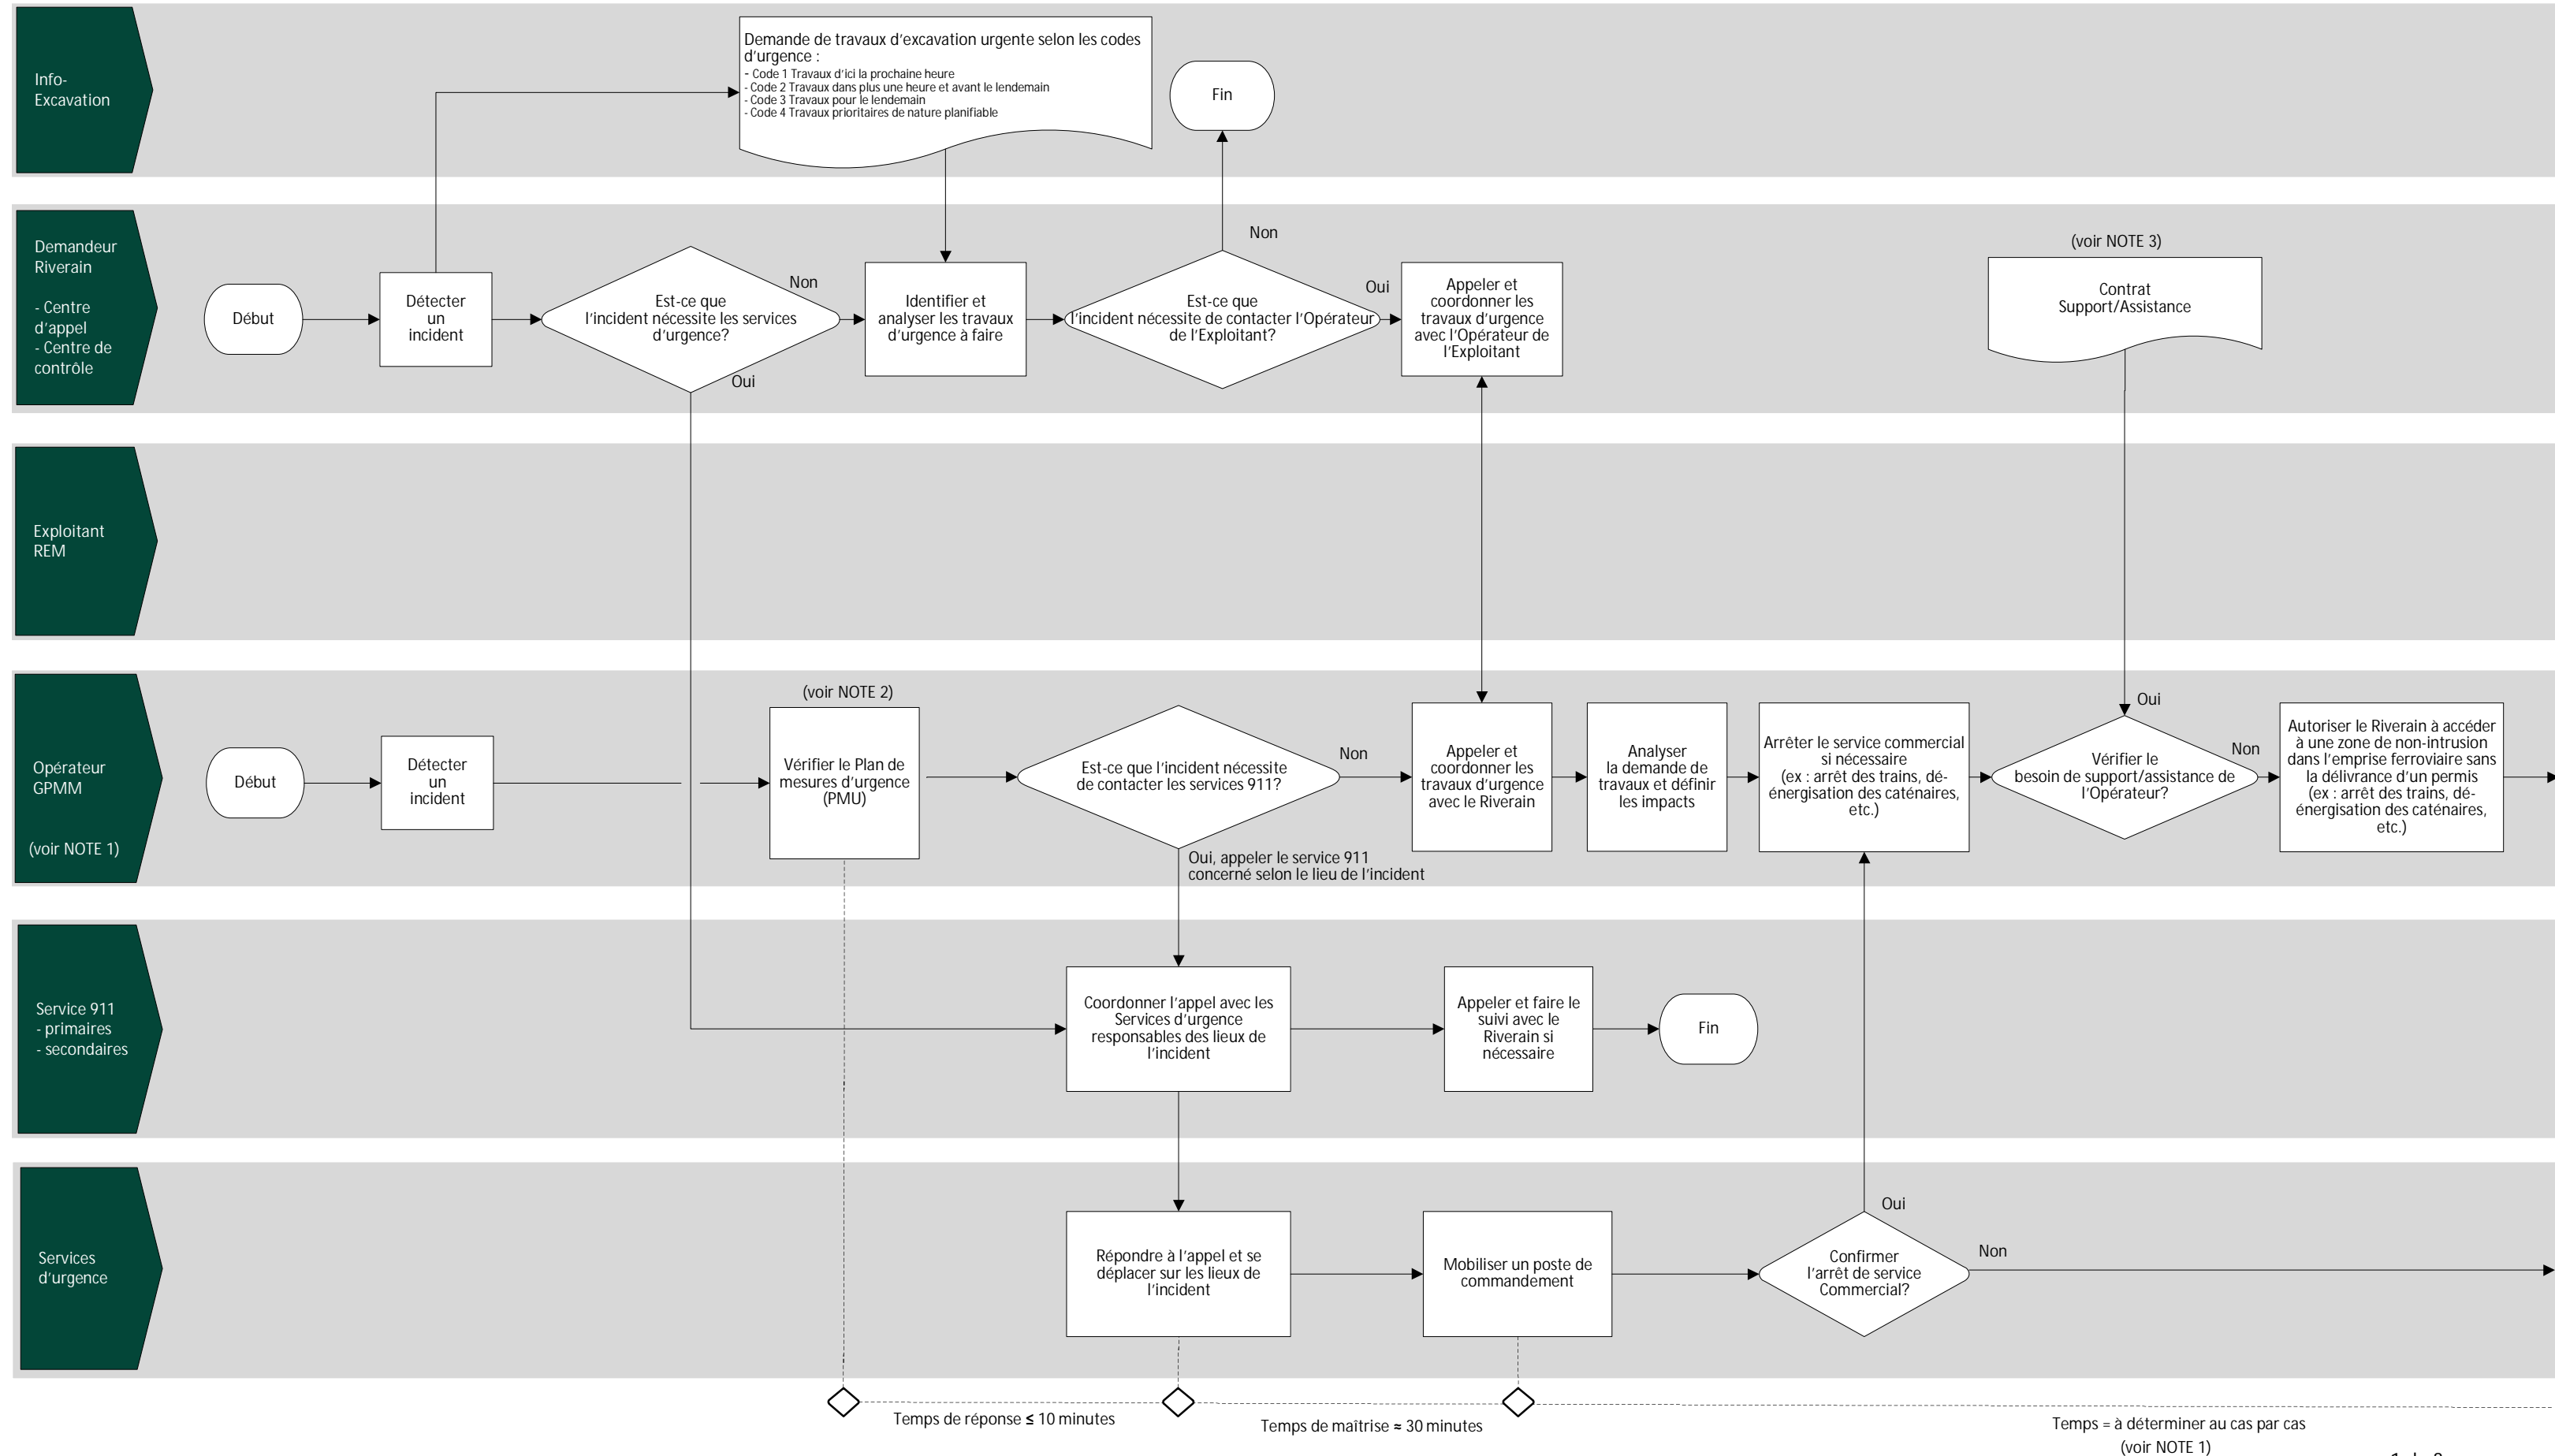 Info-
Excavation
Demande de travaux d'excavation urgente selon les codes
d'urgence :
- Code 1 Travaux d'ici la prochaine heure
- Code 2 Travaux dans plus une heure et avant le lendemain
- Code 3 Travaux pour le lendemain
- Code 4 Travaux prioritaires de nature planifiable
Fin
Demandeur
Riverain
- Centre
d'appel
- Centre de
contrôle
Début
Détecter
un
incident
Est-ce que
l'incident nécessite les services
d'urgence?
Non
Oui
Identifier et
analyser les travaux
d'urgence à faire
Est-ce que
l'incident nécessite de contacter l'Opérateur
de l'Exploitant?
Non
Oui
Appeler et
coordonner les
travaux d'urgence
avec l'Opérateur de
l'Exploitant
(voir NOTE 3)
Contrat
Support/Assistance
Exploitant
REM
Opérateur
GPMM
(voir NOTE 1)
Début
Détecter
un
incident
(voir NOTE 2)
Vérifier le Plan de
mesures d'urgence
(PMU)
Est-ce que l'incident nécessite
de contacter les services 911?
Non
Oui, appeler le service 911
concerné selon le lieu de l'incident
Appeler et
coordonner les
travaux d'urgence
avec le Riverain
Analyser
la demande de
travaux et définir
les impacts
Arrêter le service commercial
si nécessaire
(ex : arrêt des trains, dé-
énergisation des caténaires,
etc.)
Oui
Vérifier le
besoin de support/assistance de
l'Opérateur?
Non
Autoriser le Riverain à accéder
à une zone de non-intrusion
dans l'emprise ferroviaire sans
la délivrance d'un permis
(ex : arrêt des trains, dé-
énergisation des caténaires,
etc.)
Service 911
- primaires
- secondaires
Coordonner l'appel avec les
Services d'urgence
responsables des lieux de
l'incident
Appeler et faire le
suivi avec le
Riverain si
nécessaire
Fin
Services
d'urgence
Répondre à l'appel et se
déplacer sur les lieux de
l'incident
Mobiliser un poste de
commandement
Oui
Confirmer
l'arrêt de service
Commercial?
Non
Temps de réponse ≤ 10 minutes
Temps de maîtrise ≈ 30 minutes
Temps = à déterminer au cas par cas
(voir NOTE 1)